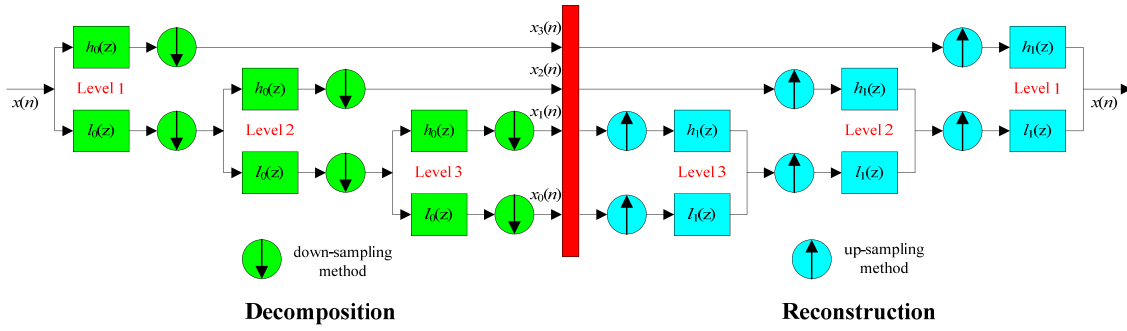 x3(n)
h0(z)
h1(z)
x2(n)
Level 1
Level 1
h0(z)
h1(z)
x(n)
x(n)
x1(n)
l0(z)
Level 2
h0(z)
h1(z)
Level 2
l1(z)
l0(z)
Level 3
Level 3
l1(z)
x0(n)
l0(z)
l1(z)
down-sampling
method
up-sampling
method
Decomposition
Reconstruction